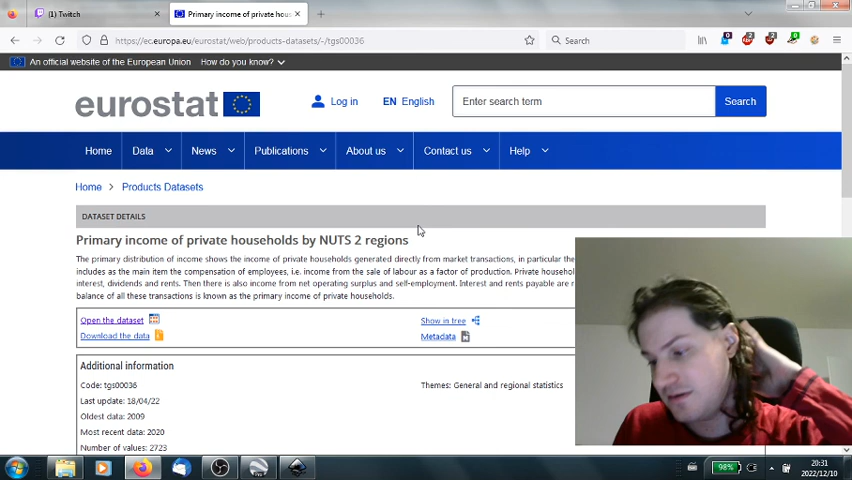 (1) Twitch
Primary income of private hous
https://ec.europa.eu/eurostat/web/products-datasets/-/tgs00036
Search
An official website of the European Union How do you know?
eurostat
Log in
EN English
Enter search term
Search
Home
Data
News
Publications
About us
Contact us
Help
Home
Products Datasets
DATASET DETAILS
Primary income of private households by NUTS 2 regions
The primary distribution of income shows the income of private households generated directly from market transactions, in particular the
includes as the main item the compensation of employees, i.e. income from the sale of labour as a factor of production. Private househol
interest, dividends and rents. Then there is also income from net operating surplus and self-employment. Interest and rents payable are r
balance of all these transactions is known as the primary income of private households.
Open the dataset
Show in tree
Download the data
Metadata
Additional information
Code: tgs00036
Themes: General and regional statistics
Last update: 18/04/22
Oldest data: 2009
Most recent data: 2020
Number of values: 2723
98%
20:31
2022/12/10